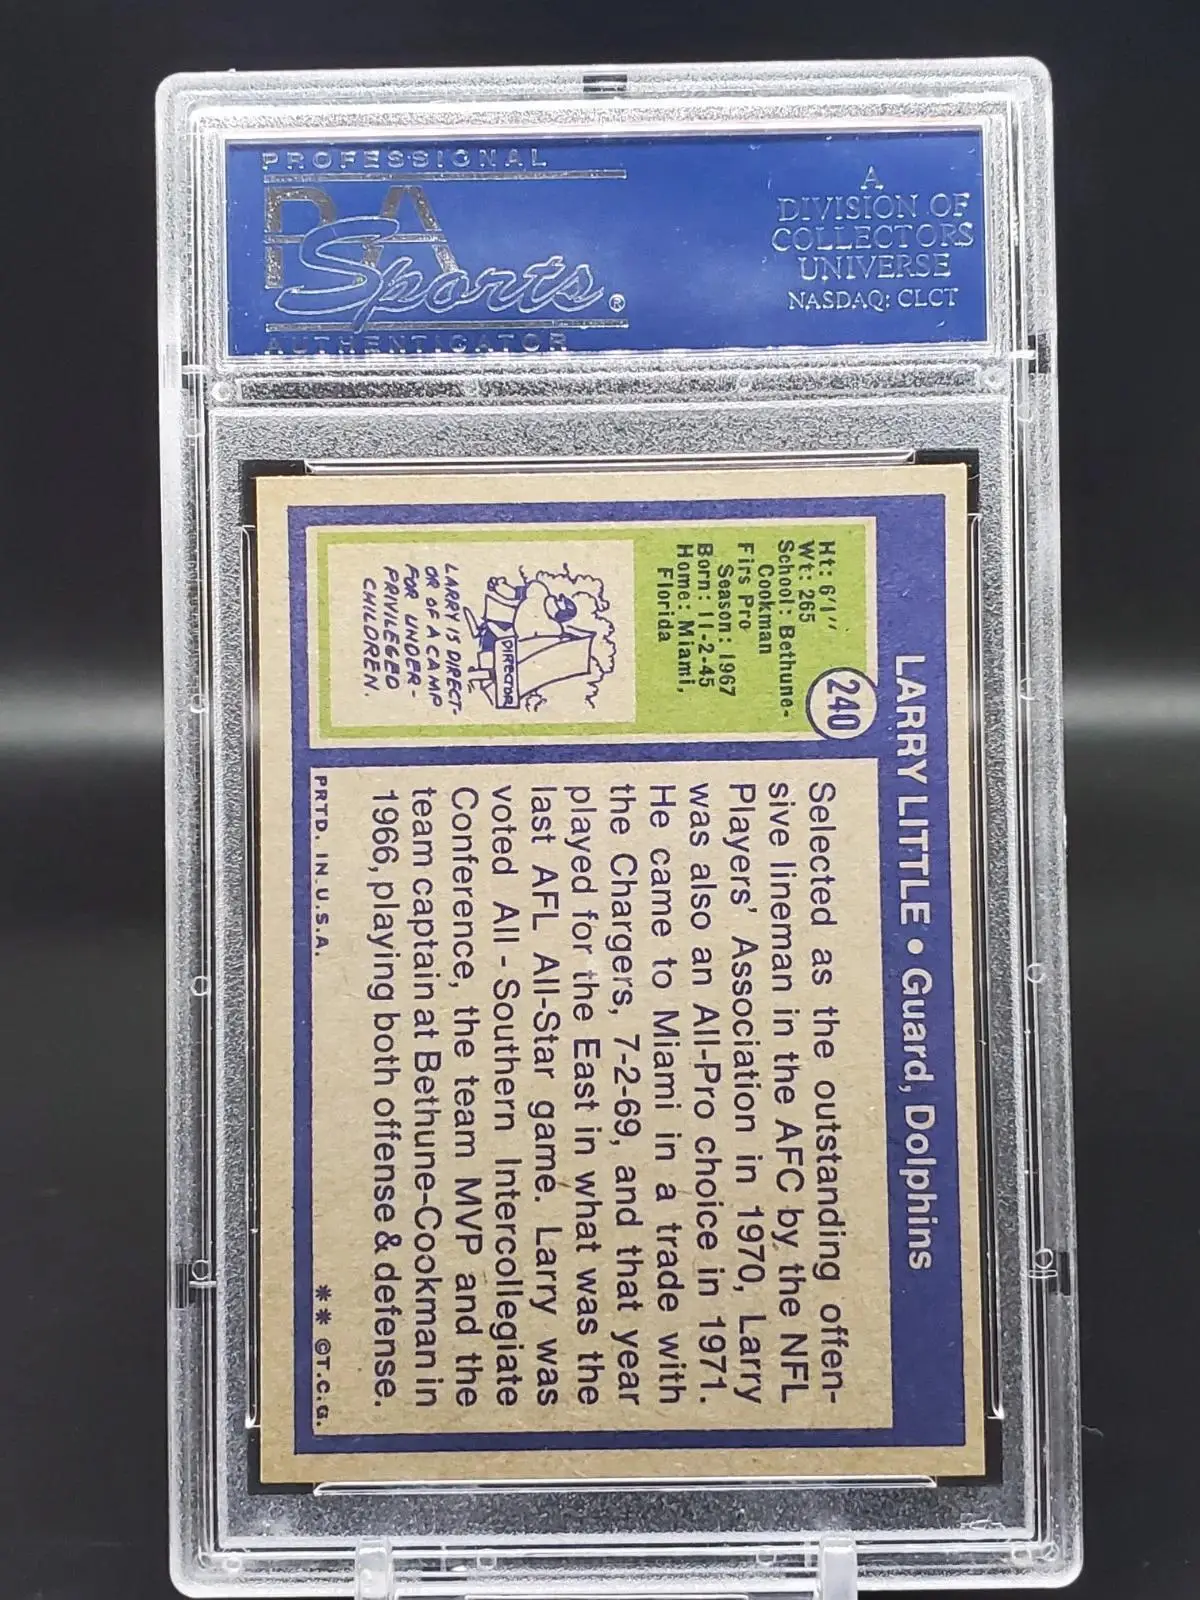 PROFESSIONAL
PSA
Sports®
AUTHENTICATOR
A
DIVISION OF
COLLECTORS
UNIVERSE
NASDAQ: CLCT
LARRY LITTLE • Guard, Dolphins
240
Ht: 6'1"
Wt: 265
School: Bethune-
Cookman
Firs Pro
Season: 1967
Born: 11-2-45
Home: Miami,
Florida
DIRECTOR
LARRY IS DIRECT-
OR OF A CAMP
FOR UNDER-
PRIVILEGED
CHILDREN.
Selected as the outstanding offen-
sive lineman in the AFC by the NFL
Players' Association in 1970, Larry
was also an All-Pro choice in 1971.
He came to Miami in a trade with
the Chargers, 7-2-69, and that year
played for the East in what was the
last AFL All-Star game. Larry was
voted All-Southern Intercollegiate
Conference, the team MVP and the
team captain at Bethune-Cookman in
1966, playing both offense & defense.
PRTD. IN U.S.A.
** ©T.C.G.